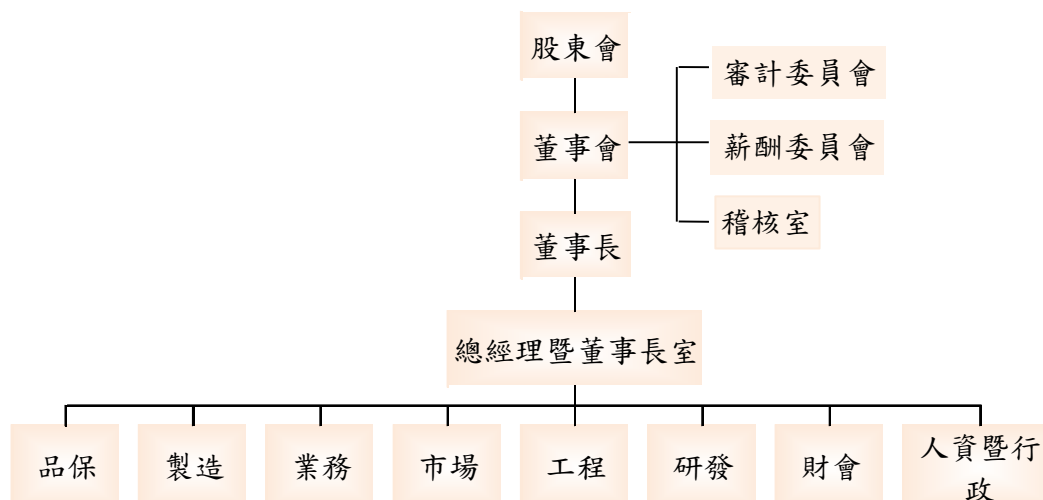 股東會
審計委員會
董事會
薪酬委員會
稽核室
董事長
總經理暨董事長室
品保
製造
業務
市場
工程
研發
財會
人資暨行
政